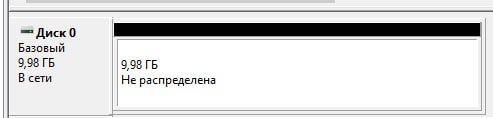 Диск 0
Базовый
9,98 ГБ
В сети
9,98 ГБ
Не распределена